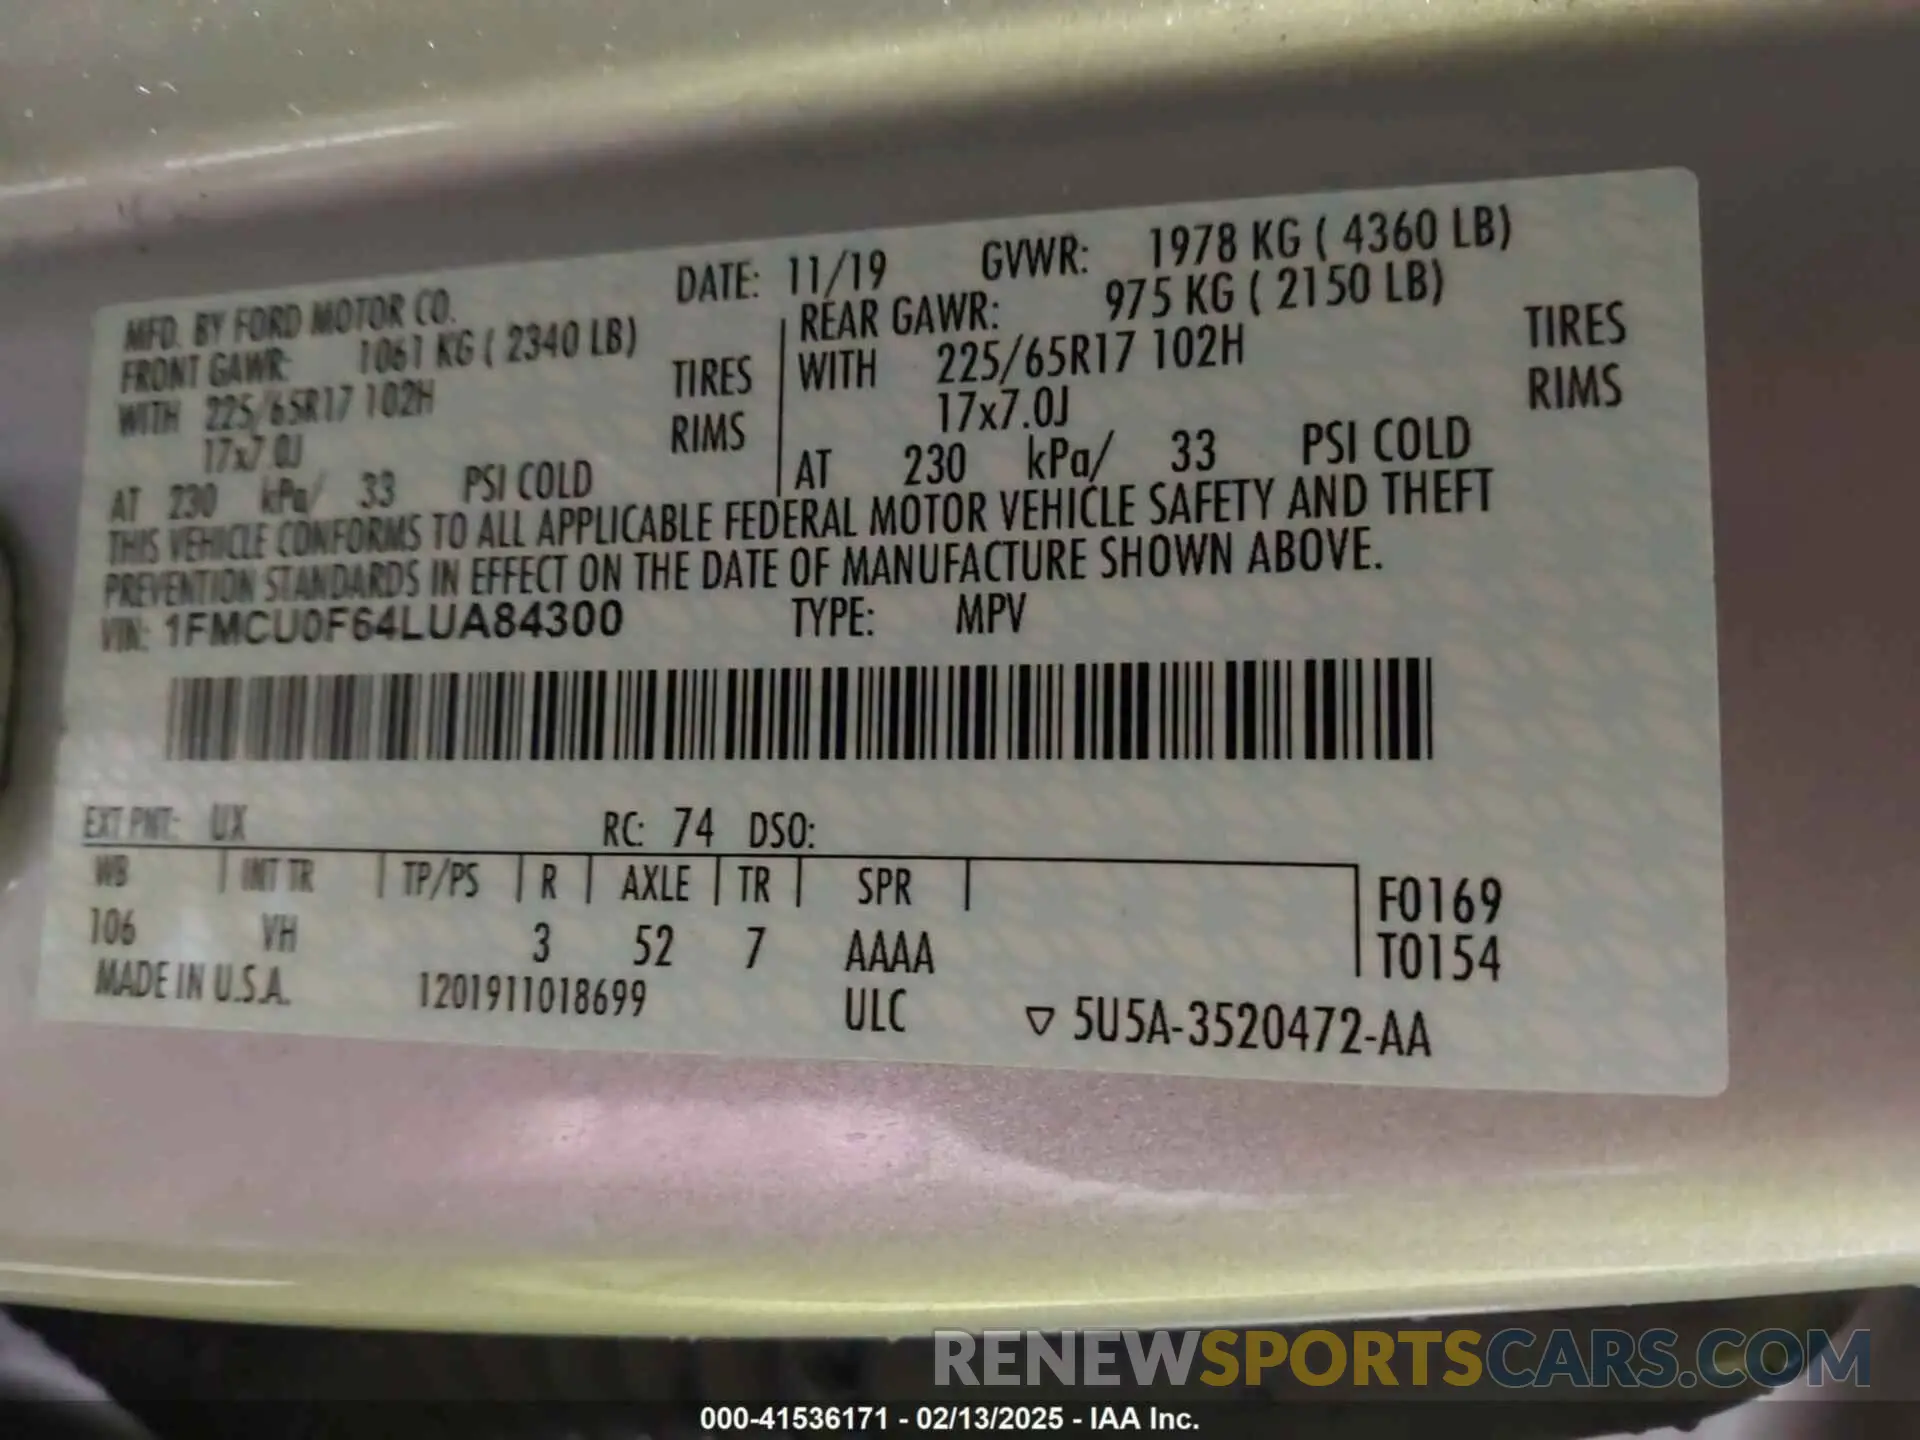 MFD. BY FORD MOTOR CO.
DATE: 11/19 GVWR: 1978 KG ( 4360 LB)
FRONT GAWR: 1061 KG ( 2340 LB) REAR GAWR: 975 KG ( 2150 LB)
WITH 225/65R17 102H TIRES WITH 225/65R17 102H TIRES
17x7.0J RIMS 17x7.0J RIMS
AT 230 kPa/ 33 PSI COLD AT 230 kPa/ 33 PSI COLD
THIS VEHICLE CONFORMS TO ALL APPLICABLE FEDERAL MOTOR VEHICLE SAFETY AND THEFT
PREVENTION STANDARDS IN EFFECT ON THE DATE OF MANUFACTURE SHOWN ABOVE.
VIN: 1FMCU0F64LUA84300 TYPE: MPV
EXT PNT: UX RC: 74 DSO:
WB INT TR TP/PS R AXLE TR SPR F0169
106 VH 3 52 7 AAAA T0154
MADE IN U.S.A. 1201911018699 ULC ▽ 5U5A-3520472-AA
RENEWSPORTSCARS.COM
000-41536171 - 02/13/2025 - IAA Inc.